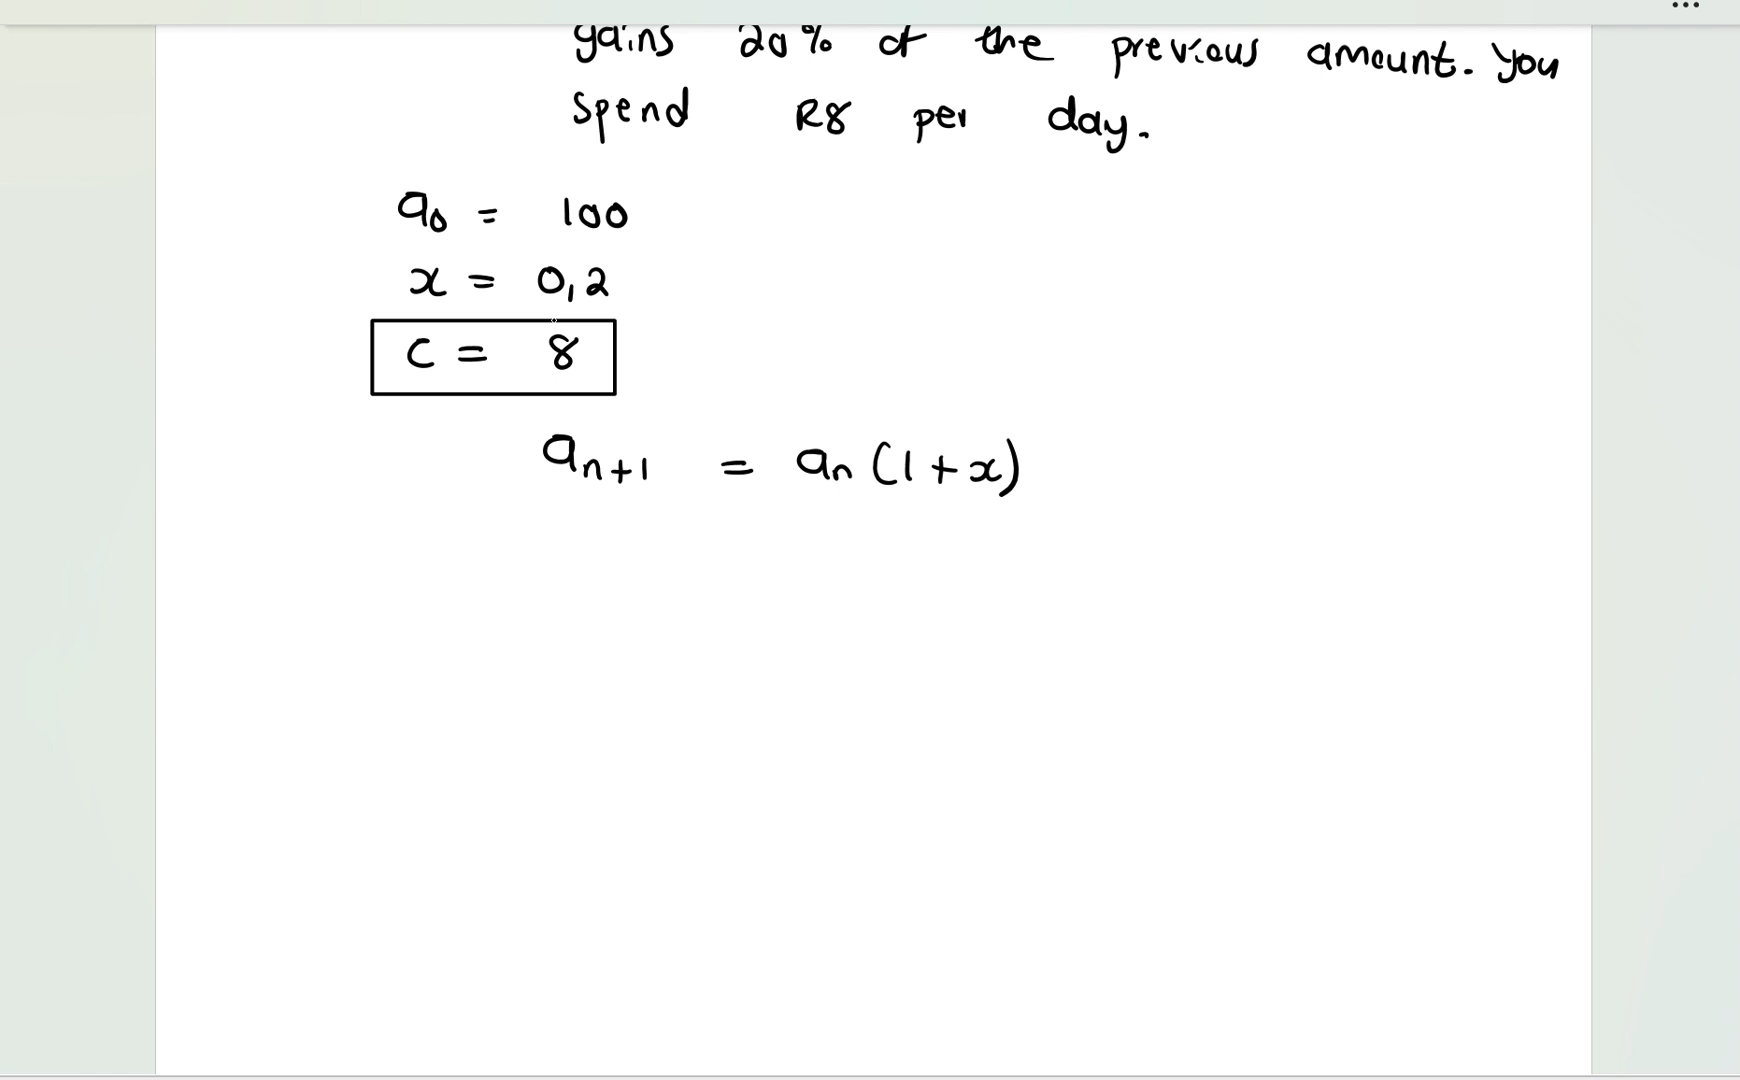 gains 20% of the previous amount. You
spend R8 per day.
a₀ = 100
x = 0,2
c = 8
aₙ₊₁ = aₙ (1 + x)